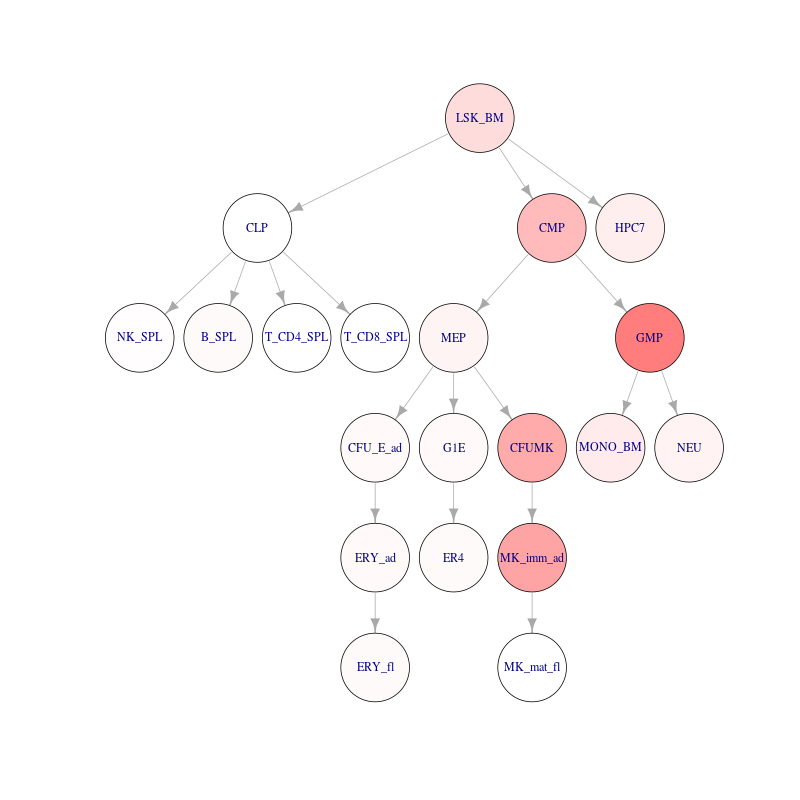 LSK_BM
CLP
CMP
HPC7
NK_SPL
B_SPL
T_CD4_SPL
T_CD8_SPL
MEP
GMP
CFU_E_ad
G1E
CFUMK
MONO_BM
NEU
ERY_ad
ER4
MK_imm_ad
ERY_fl
MK_mat_fl